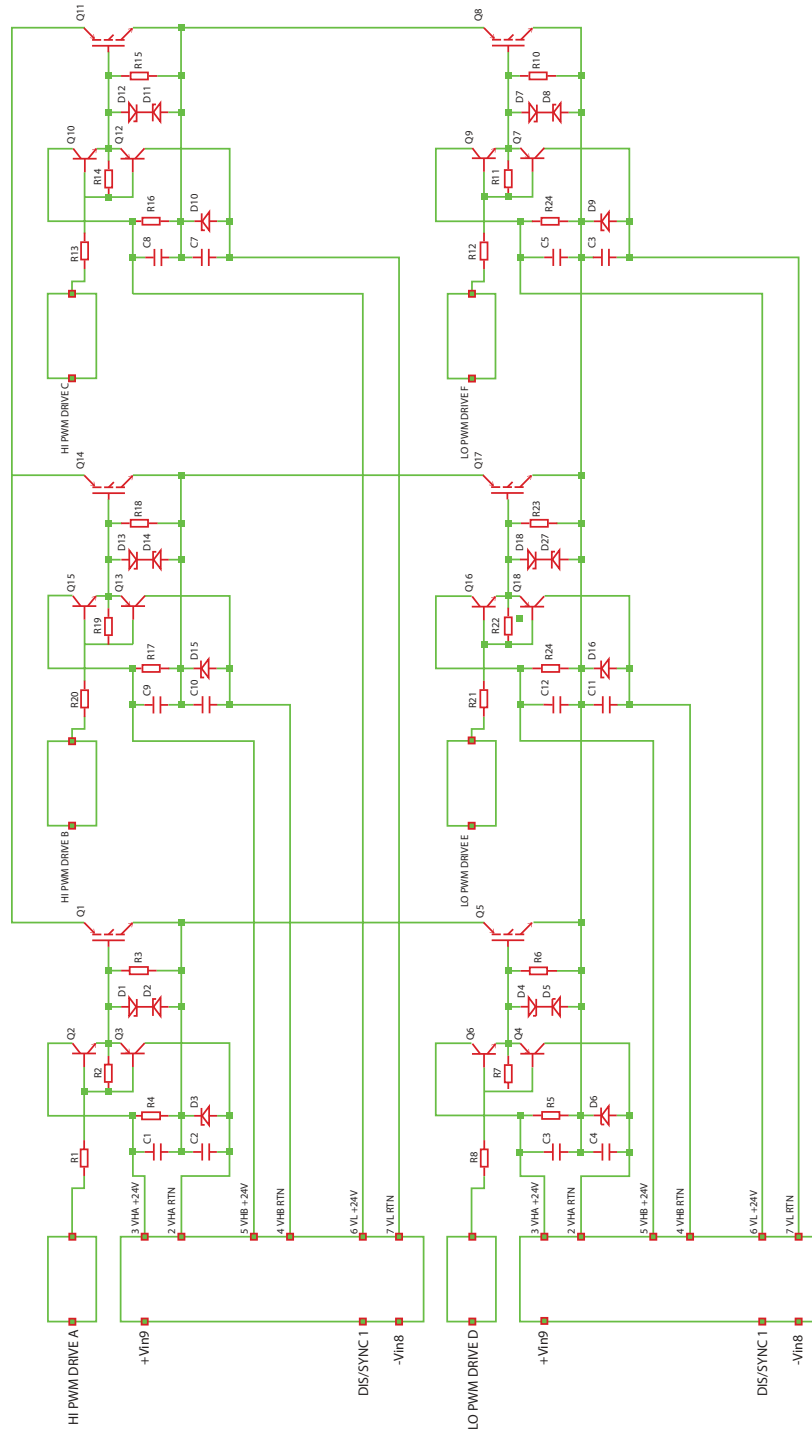 Q11
Q8
R15
R10
D12
D11
D7
D8
Q10
Q12
Q9
Q7
R14
R11
R16
D10
R24
D9
R13
C8
C7
R12
C5
C3
HI PWM DRIVE C
LO PWM DRIVE F
Q14
Q17
R18
R23
D13
D14
D18
D27
Q15
Q13
Q16
Q18
R19
R22
R17
D15
R24
D16
R20
C9
C10
R21
C12
C11
HI PWM DRIVE B
LO PWM DRIVE E
Q1
Q5
R3
R6
D1
D2
D4
D5
Q2
Q3
Q6
Q4
R2
R7
R4
D3
R5
D6
R1
C1
C2
R8
C3
C4
3 VHA +24V
2 VHA RTN
5 VHB +24V
4 VHB RTN
6 VL +24V
7 VL RTN
3 VHA +24V
2 VHA RTN
5 VHB +24V
4 VHB RTN
6 VL +24V
7 VL RTN
HI PWM DRIVE A
+Vin9
DIS/SYNC 1
-Vin8
LO PWM DRIVE D
+Vin9
DIS/SYNC 1
-Vin8